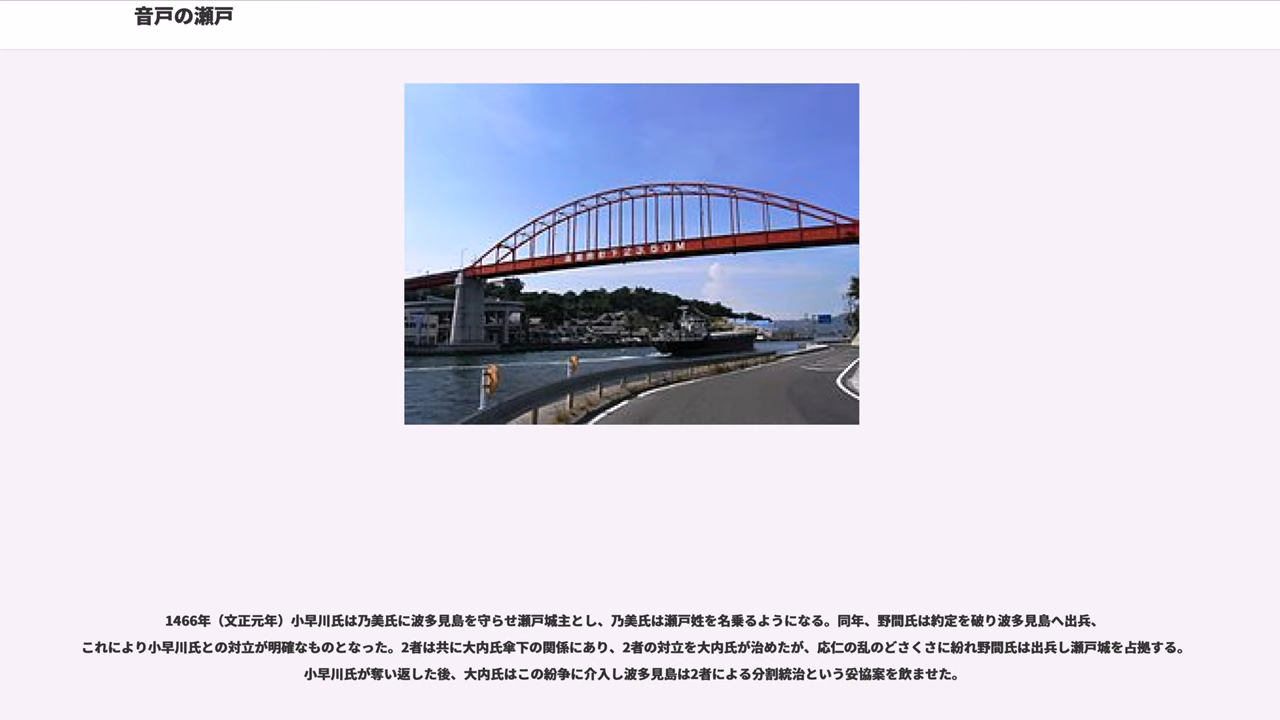 音戸の瀬戸
2360M
1466年（文正元年）小早川氏は乃美氏に波多見島を守らせ瀬戸城主とし、乃美氏は瀬戸姓を名乗るようになる。同年、野間氏は約定を破り波多見島へ出兵、
これにより小早川氏との対立が明確なものとなった。2者は共に大内氏傘下の関係にあり、2者の対立を大内氏が治めたが、応仁の乱のどさくさに紛れ野間氏は出兵し瀬戸城を占拠する。
小早川氏が奪い返した後、大内氏はこの紛争に介入し波多見島は2者による分割統治という妥協案を飲ませた。